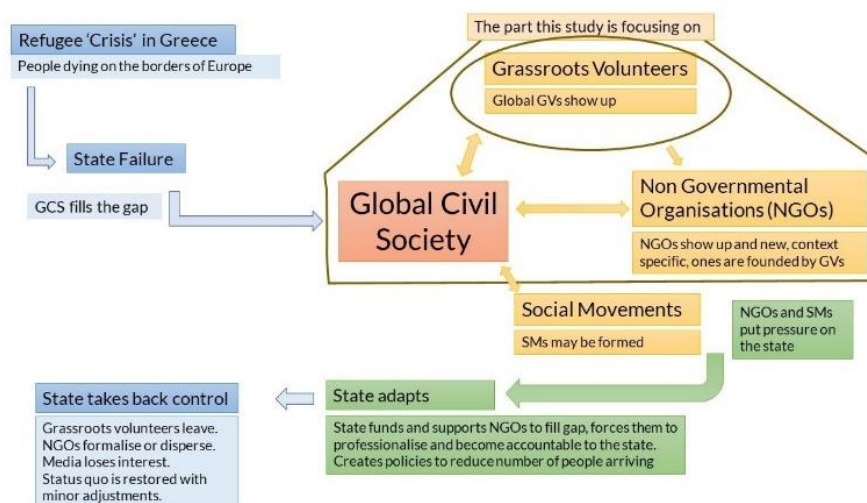 The part this study is focusing on
Refugee ‘Crisis’ in Greece
People dying on the borders of Europe
Grassroots Volunteers
Global GVs show up
State Failure
GCS fills the gap
Global Civil
Society
Non Governmental
Organisations (NGOs)
NGOs show up and new, context
specific, ones are founded by GVs
Social Movements
SMs may be formed
NGOs and SMs
put pressure on
the state
State adapts
State funds and supports NGOs to fill gap, forces them to
professionalise and become accountable to the state.
Creates policies to reduce number of people arriving
State takes back control
Grassroots volunteers leave.
NGOs formalise or disperse.
Media loses interest.
Status quo is restored with
minor adjustments.